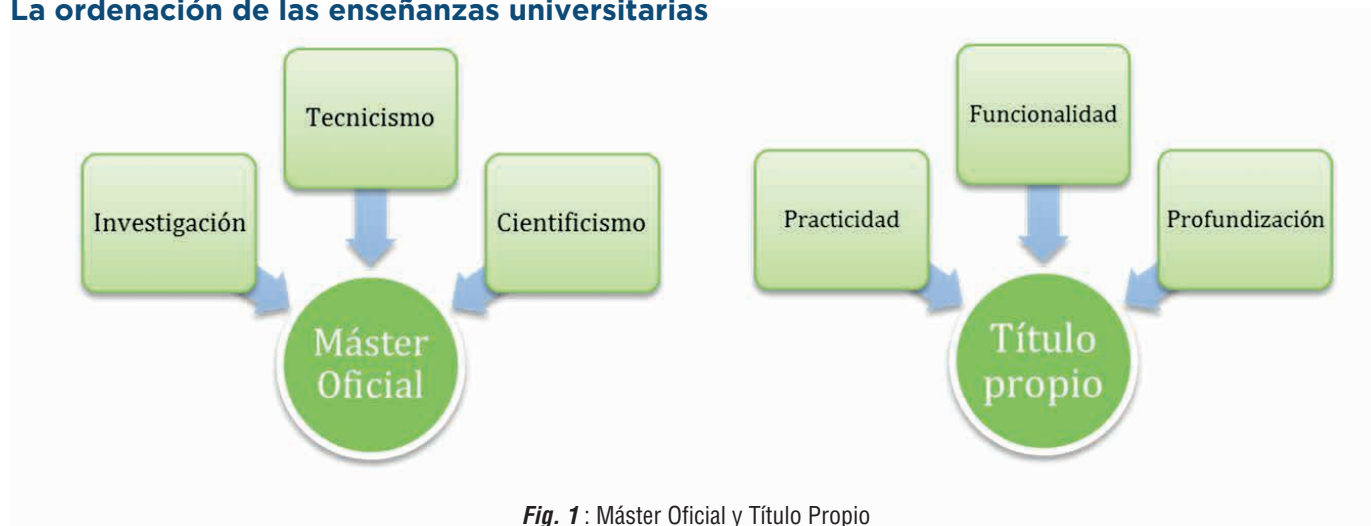 La ordenación de las enseñanzas universitarias
Tecnicismo
Investigación
Cientificismo
Máster
Oficial
Funcionalidad
Practicidad
Profundización
Título
propio
Fig. 1 : Máster Oficial y Título Propio